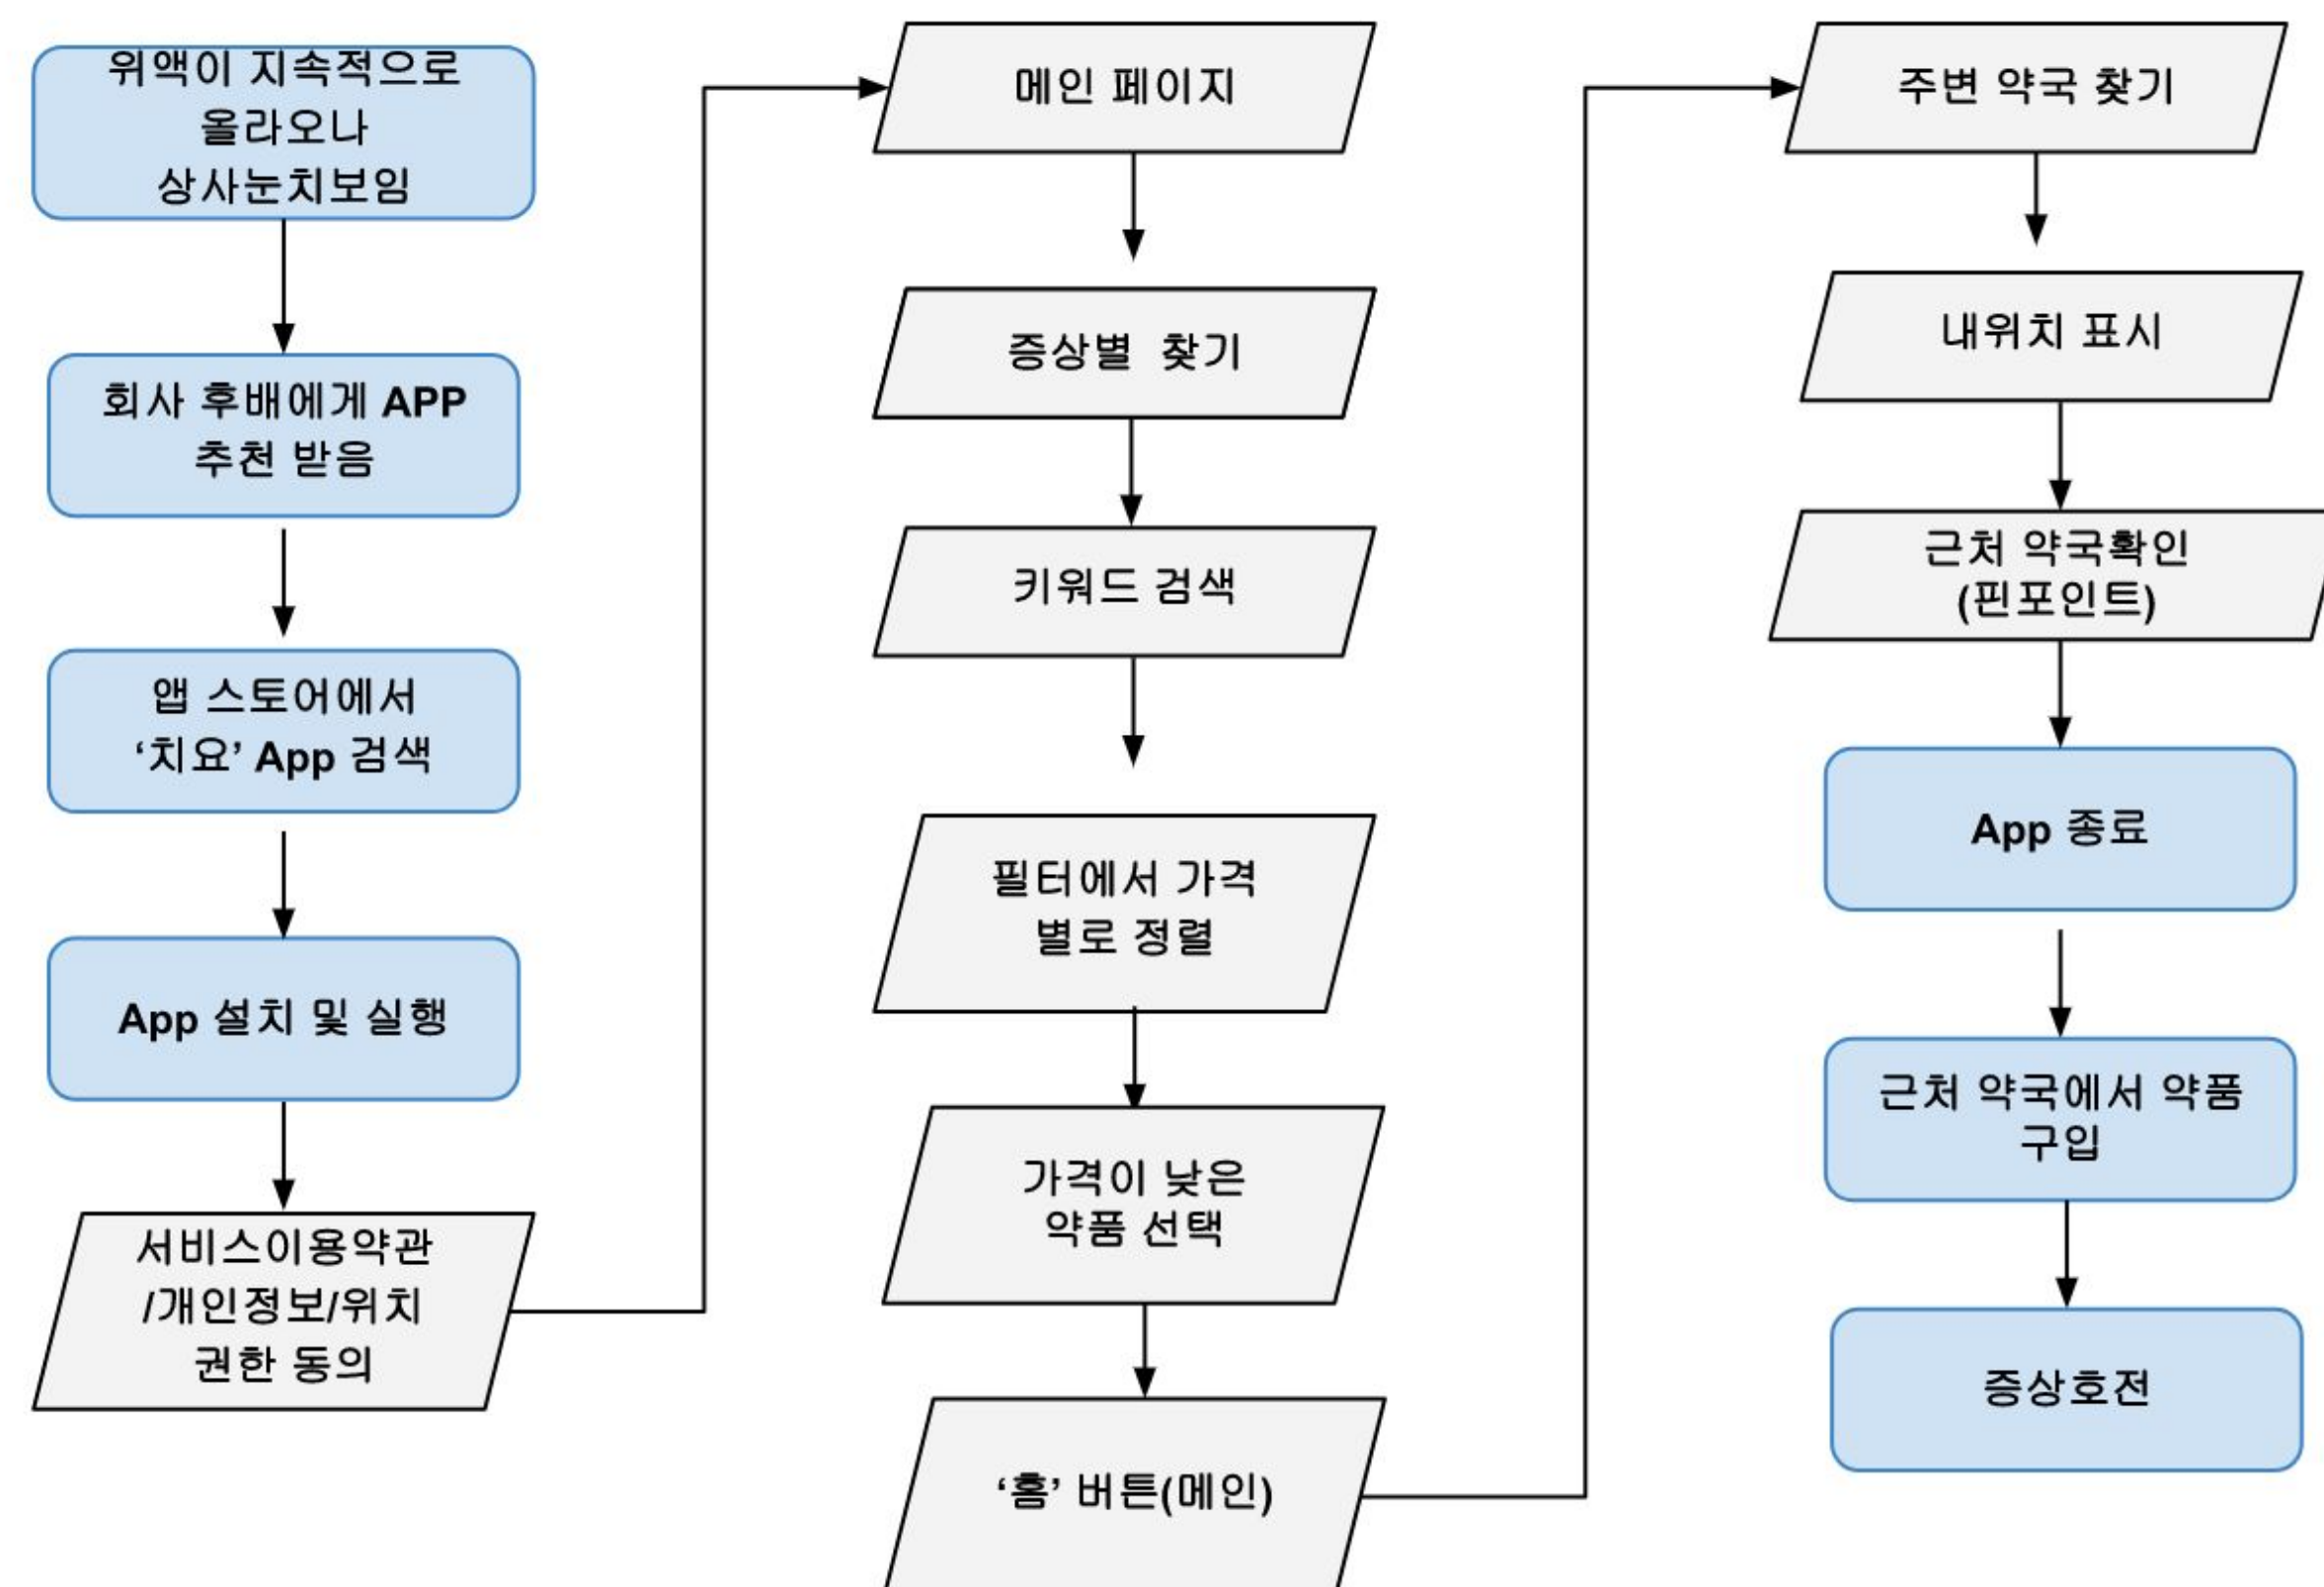 위액이 지속적으로
올라오나
상사눈치보임
회사 후배에게 APP
추천 받음
앱 스토어에서
‘치요’ App 검색
App 설치 및 실행
서비스이용약관
/개인정보/위치
권한 동의
메인 페이지
증상별 찾기
키워드 검색
필터에서 가격
별로 정렬
가격이 낮은
약품 선택
‘홈’ 버튼(메인)
주변 약국 찾기
내위치 표시
근처 약국확인
(핀포인트)
App 종료
근처 약국에서 약품
구입
증상호전